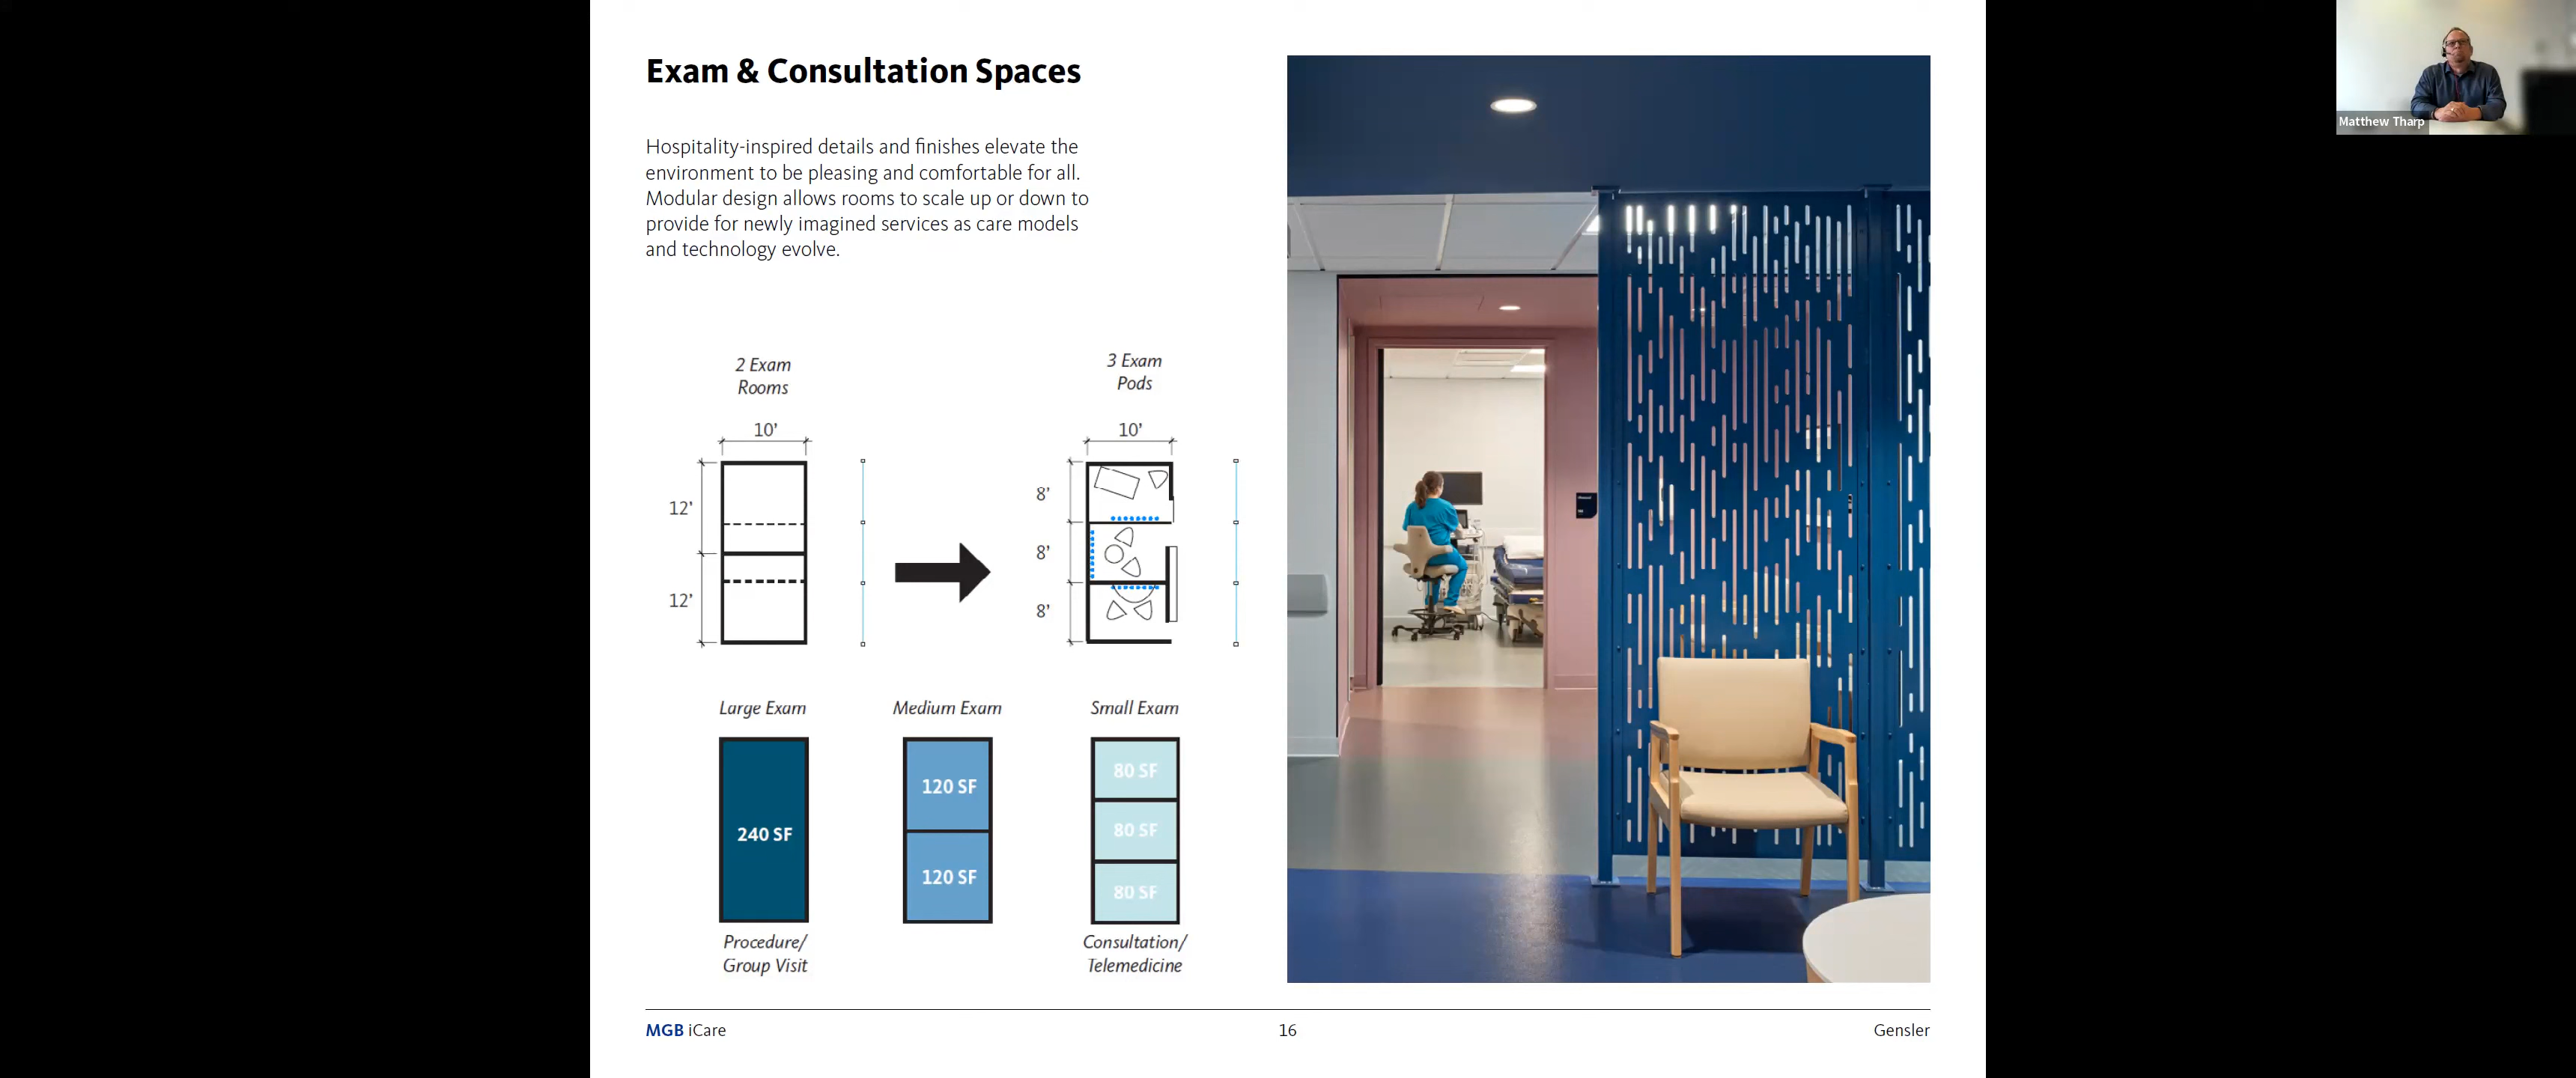 Exam & Consultation Spaces
Hospitality-inspired details and finishes elevate the
environment to be pleasing and comfortable for all.
Modular design allows rooms to scale up or down to
provide for newly imagined services as care models
and technology evolve.
2 Exam
Rooms
10’
12’
12’
3 Exam
Pods
10’
8’
8’
8’
Large Exam
240 SF
Procedure/
Group Visit
Medium Exam
120 SF
120 SF
Small Exam
80 SF
80 SF
80 SF
Consultation/
Telemedicine
MGB iCare
16
Gensler
Matthew Tharp